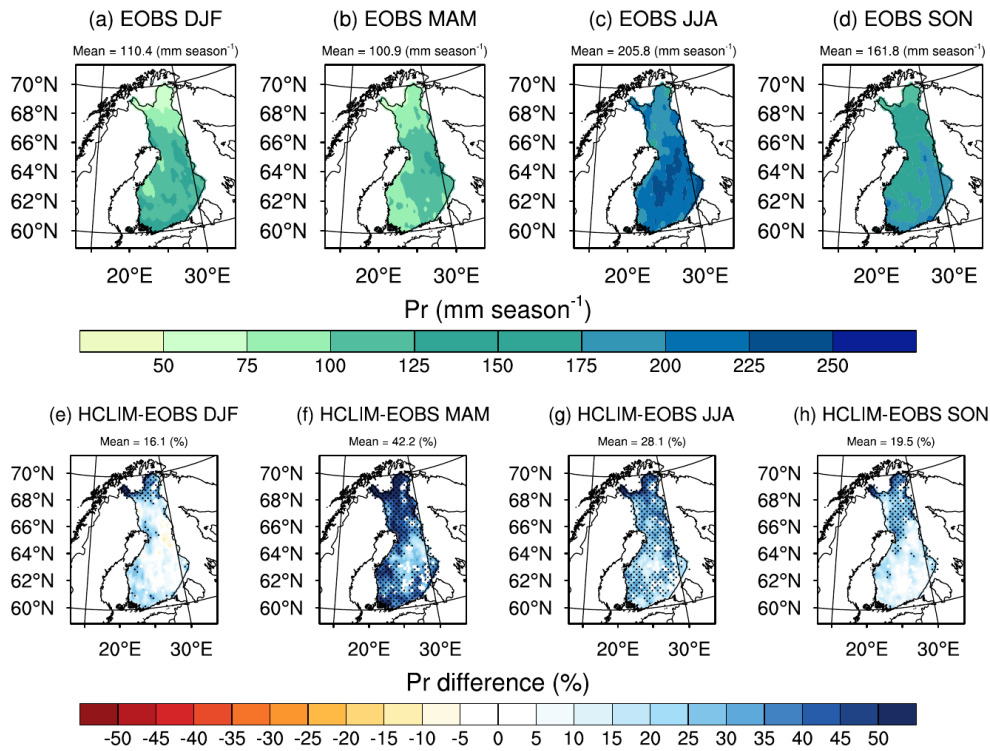 (a) EOBS DJF (b) EOBS MAM (c) EOBS JJA (d) EOBS SON
Mean = 110.4 (mm season⁻¹) Mean = 100.9 (mm season⁻¹) Mean = 205.8 (mm season⁻¹) Mean = 161.8 (mm season⁻¹)
70°N 70°N 70°N 70°N
68°N 68°N 68°N 68°N
66°N 66°N 66°N 66°N
64°N 64°N 64°N 64°N
62°N 62°N 62°N 62°N
60°N 60°N 60°N 60°N
20°E 30°E 20°E 30°E 20°E 30°E 20°E 30°E
Pr (mm season⁻¹)
50 75 100 125 150 175 200 225 250
(e) HCLIM-EOBS DJF (f) HCLIM-EOBS MAM (g) HCLIM-EOBS JJA (h) HCLIM-EOBS SON
Mean = 16.1 (%) Mean = 42.2 (%) Mean = 28.1 (%) Mean = 19.5 (%)
70°N 70°N 70°N 70°N
68°N 68°N 68°N 68°N
66°N 66°N 66°N 66°N
64°N 64°N 64°N 64°N
62°N 62°N 62°N 62°N
60°N 60°N 60°N 60°N
20°E 30°E 20°E 30°E 20°E 30°E 20°E 30°E
Pr difference (%)
-50 -45 -40 -35 -30 -25 -20 -15 -10 -5 0 5 10 15 20 25 30 35 40 45 50